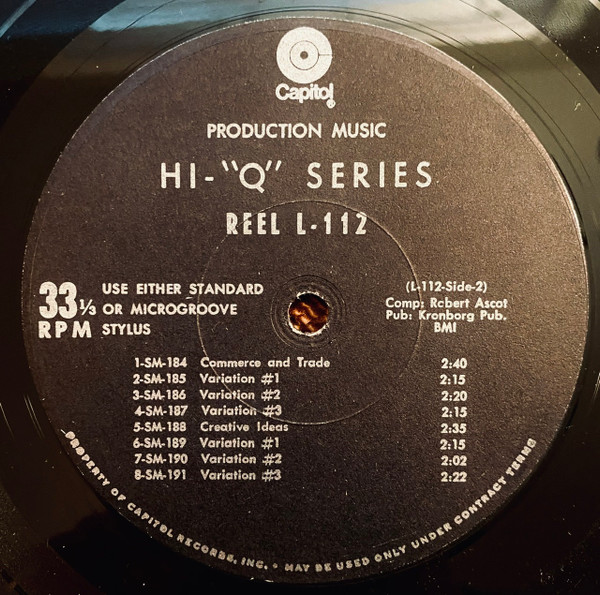 Capitol®
PRODUCTION MUSIC
HI-"Q" SERIES
REEL L-112
33 1/3 RPM
USE EITHER STANDARD
OR MICROGROOVE
STYLUS
(L-112-Side-2)
Comp: Robert Ascot
Pub: Kronborg Pub.
BMI
1-SM-184 Commerce and Trade 2:40
2-SM-185 Variation #1 2:15
3-SM-186 Variation #2 2:20
4-SM-187 Variation #3 2:15
5-SM-188 Creative Ideas 2:35
6-SM-189 Variation #1 2:15
7-SM-190 Variation #2 2:02
8-SM-191 Variation #3 2:22
PROPERTY OF CAPITOL RECORDS, INC. • MAY BE USED ONLY UNDER CONTRACT TERMS